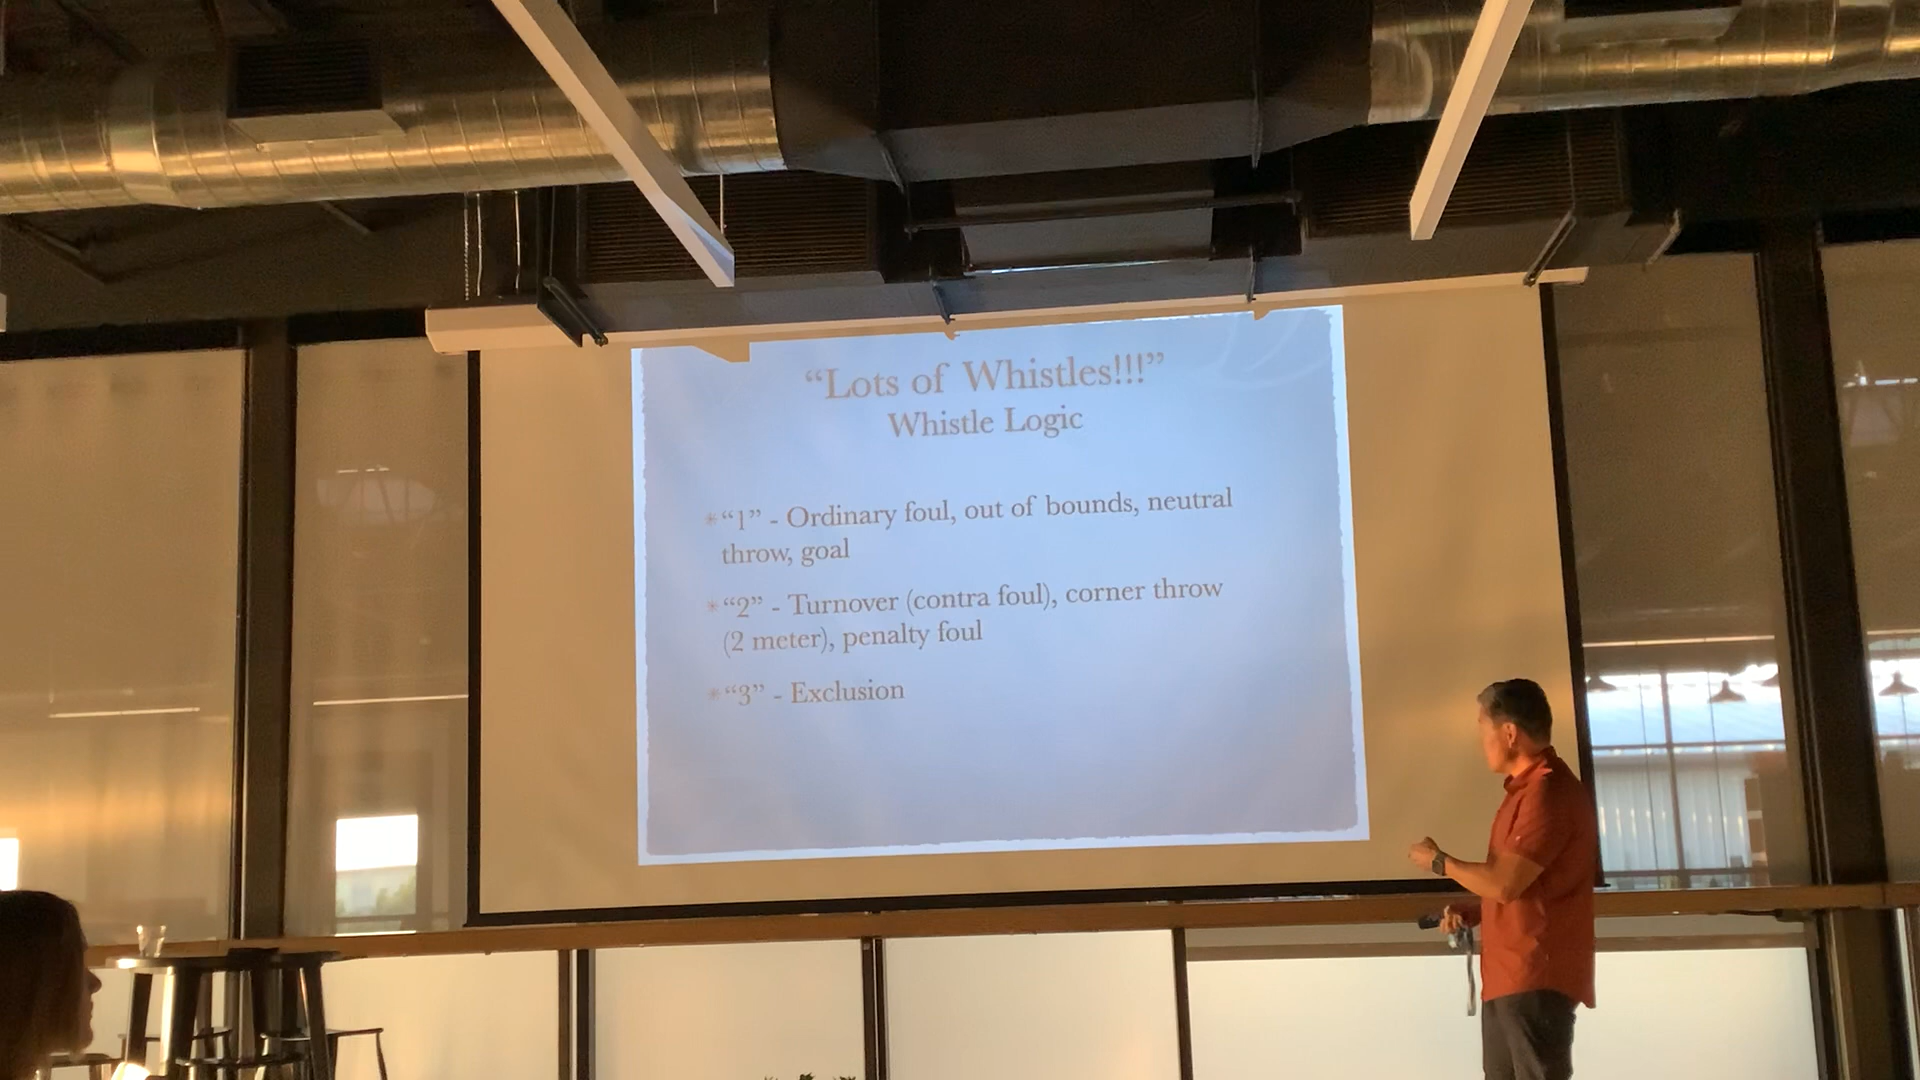 “Lots of Whistles!!!”
Whistle Logic
*“1” - Ordinary foul, out of bounds, neutral
throw, goal
*“2” - Turnover (contra foul), corner throw
(2 meter), penalty foul
*“3” - Exclusion